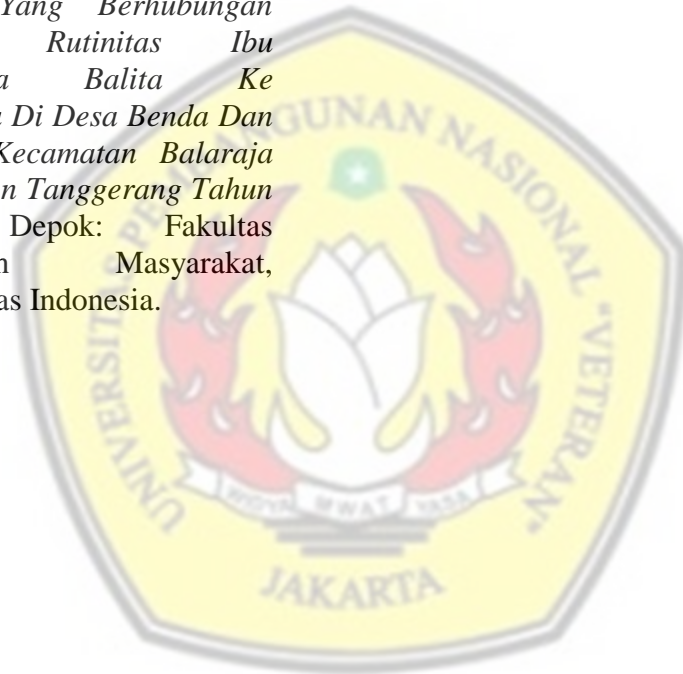 Yang Berhubungan
Rutinitas Ibu
a Balita Ke
Di Desa Benda Dan
Kecamatan Balaraja
n Tanggerang Tahun
Depok: Fakultas
Masyarakat,
as Indonesia.
UNIVERSITAS PEMBANGUNAN NASIONAL "VETERAN"
WIDYA MWAT YASA
JAKARTA